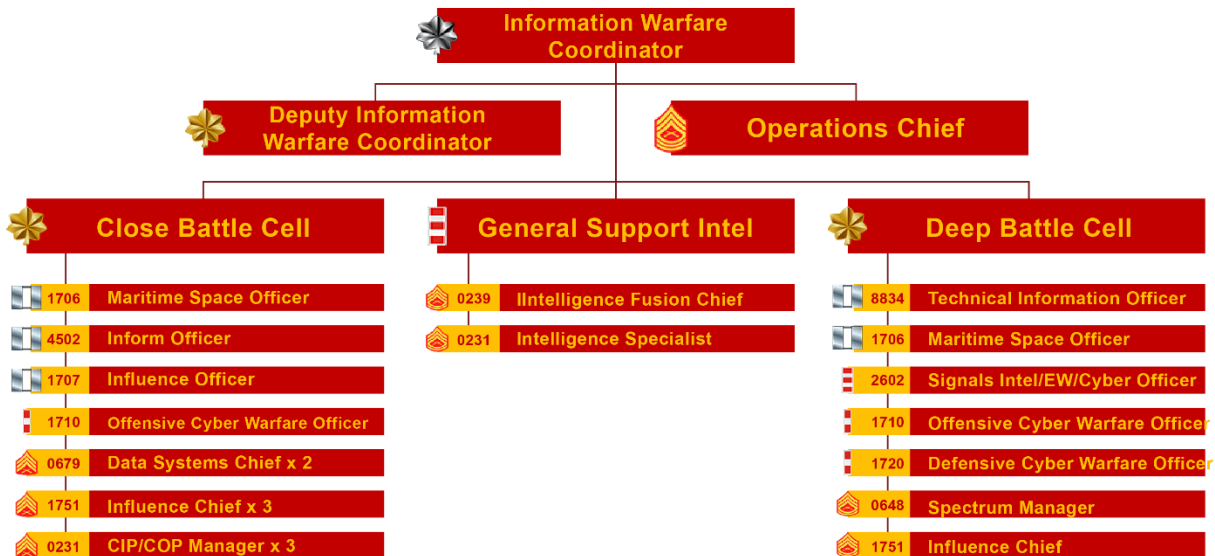 Information Warfare
Coordinator
Deputy Information
Warfare Coordinator
Operations Chief
Close Battle Cell
1706 Maritime Space Officer
4502 Inform Officer
1707 Influence Officer
1710 Offensive Cyber Warfare Officer
0679 Data Systems Chief x 2
1751 Influence Chief x 3
0231 CIP/COP Manager x 3
General Support Intel
0239 IIntelligence Fusion Chief
0231 Intelligence Specialist
Deep Battle Cell
8834 Technical Information Officer
1706 Maritime Space Officer
2602 Signals Intel/EW/Cyber Officer
1710 Offensive Cyber Warfare Officer
1720 Defensive Cyber Warfare Officer
0648 Spectrum Manager
1751 Influence Chief